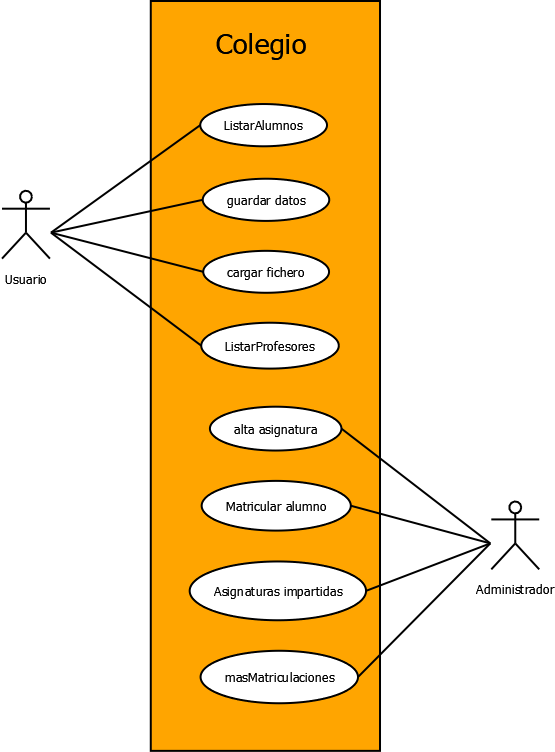 Colegio
ListarAlumnos
guardar datos
cargar fichero
Usuario
ListarProfesores
alta asignatura
Matricular alumno
Asignaturas impartidas
Administrador
masMatriculaciones